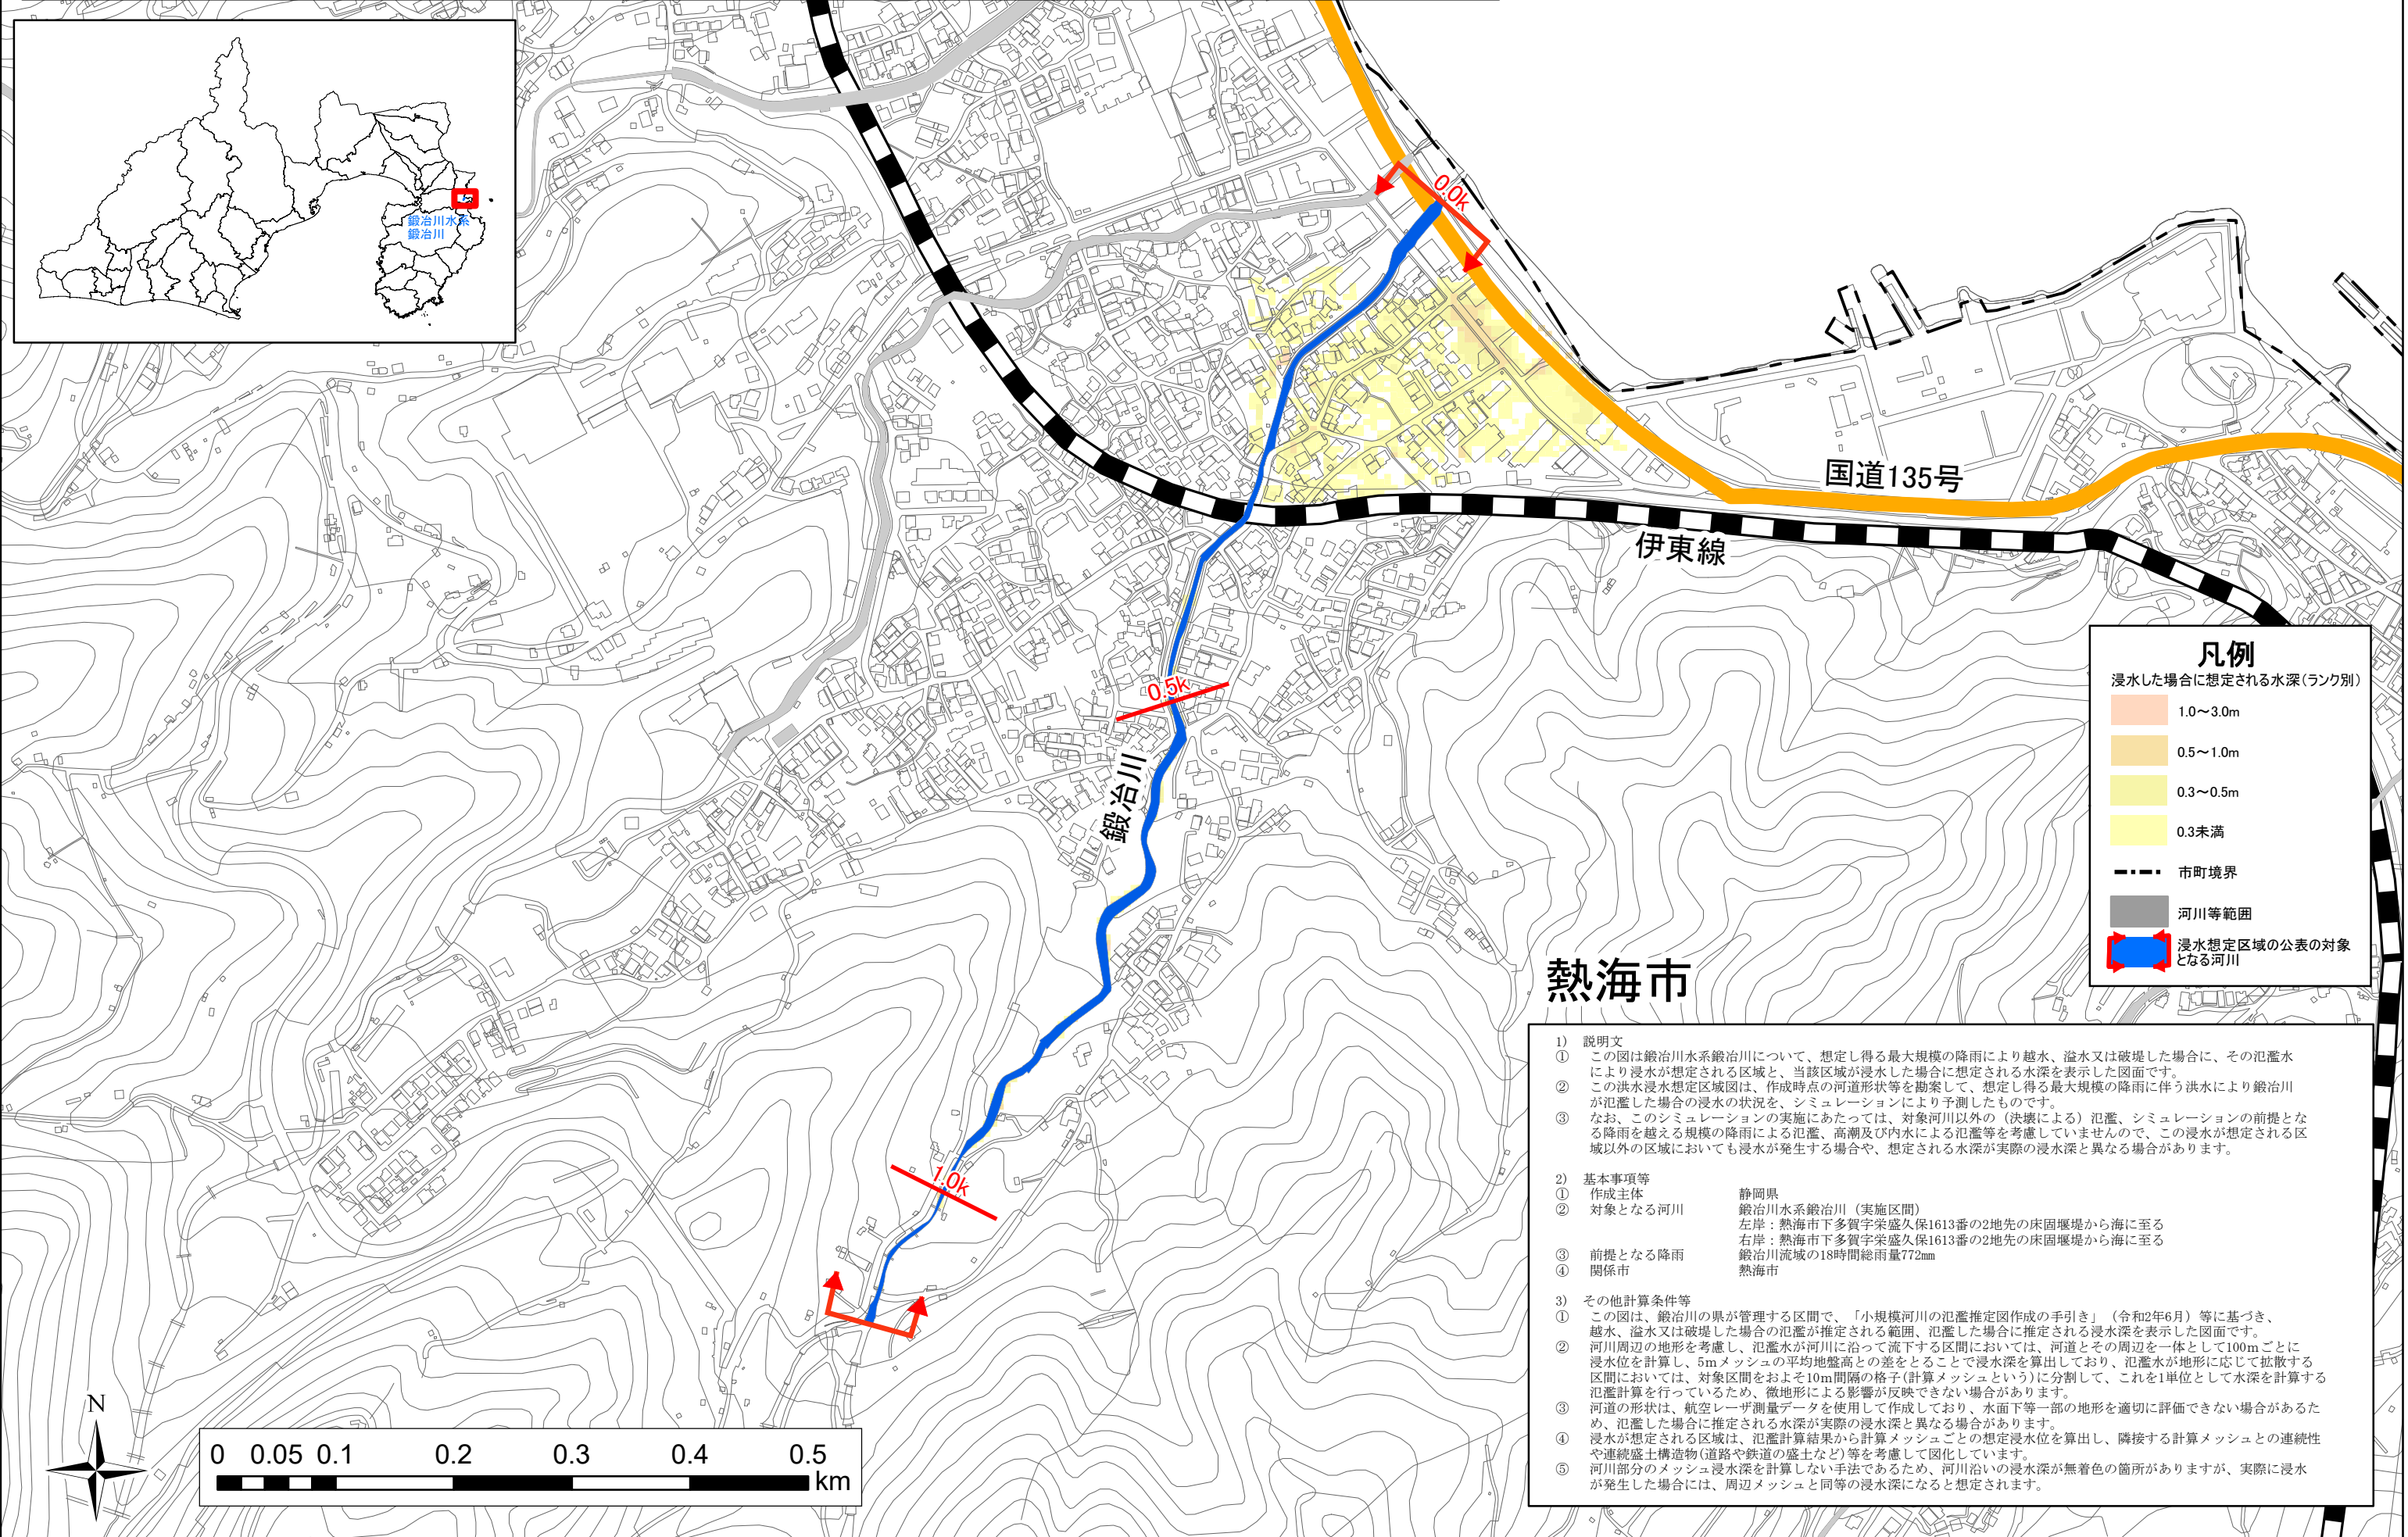 鍛冶川水系
鍛冶川
0.0k
国道135号
伊東線
0.5k
鍛冶川
1.0k
熱海市
凡例
浸水した場合に想定される水深(ランク別)
1.0～3.0m
0.5～1.0m
0.3～0.5m
0.3未満
市町境界
河川等範囲
浸水想定区域の公表の対象
となる河川
1) 説明文
① この図は鍛冶川水系鍛冶川について、想定し得る最大規模の降雨により越水、溢水又は破堤した場合に、その氾濫水
により浸水が想定される区域と、当該区域が浸水した場合に想定される水深を表示した図面です。
② この洪水浸水想定区域図は、作成時点の河道形状等を勘案して、想定し得る最大規模の降雨に伴う洪水により鍛冶川
が氾濫した場合の浸水の状況を、シミュレーションにより予測したものです。
③ なお、このシミュレーションの実施にあたっては、対象河川以外の（決壊による）氾濫、シミュレーションの前提とな
る降雨を越える規模の降雨による氾濫、高潮及び内水による氾濫等を考慮していませんので、この浸水が想定される区
域以外の区域においても浸水が発生する場合や、想定される水深が実際の浸水深と異なる場合があります。
2) 基本事項等
① 作成主体 静岡県
② 対象となる河川 鍛冶川水系鍛冶川（実施区間）
左岸：熱海市下多賀字栄盛久保1613番の2地先の床固堰堤から海に至る
右岸：熱海市下多賀字栄盛久保1613番の2地先の床固堰堤から海に至る
③ 前提となる降雨 鍛冶川流域の18時間総雨量772mm
④ 関係市 熱海市
3) その他計算条件等
① この図は、鍛冶川の県が管理する区間で、「小規模河川の氾濫推定図作成の手引き」（令和2年6月）等に基づき、
越水、溢水又は破堤した場合の氾濫が推定される範囲、氾濫した場合に推定される浸水深を表示した図面です。
② 河川周辺の地形を考慮し、氾濫水が河川に沿って流下する区間においては、河道とその周辺を一体として100mごとに
浸水位を計算し、5mメッシュの平均地盤高との差をとることで浸水深を算出しており、氾濫水が地形に応じて拡散する
区間においては、対象区間をおよそ10m間隔の格子(計算メッシュという)に分割して、これを1単位として水深を計算する
氾濫計算を行っているため、微地形による影響が反映できない場合があります。
③ 河道の形状は、航空レーザ測量データを使用して作成しており、水面下等一部の地形を適切に評価できない場合があるた
め、氾濫した場合に推定される水深が実際の浸水深と異なる場合があります。
④ 浸水が想定される区域は、氾濫計算結果から計算メッシュごとの想定浸水位を算出し、隣接する計算メッシュとの連続性
や連続盛土構造物(道路や鉄道の盛土など)等を考慮して図化しています。
⑤ 河川部分のメッシュ浸水深を計算しない手法であるため、河川沿いの浸水深が無着色の箇所がありますが、実際に浸水
が発生した場合には、周辺メッシュと同等の浸水深になると想定されます。
N
0 0.05 0.1 0.2 0.3 0.4 0.5
km